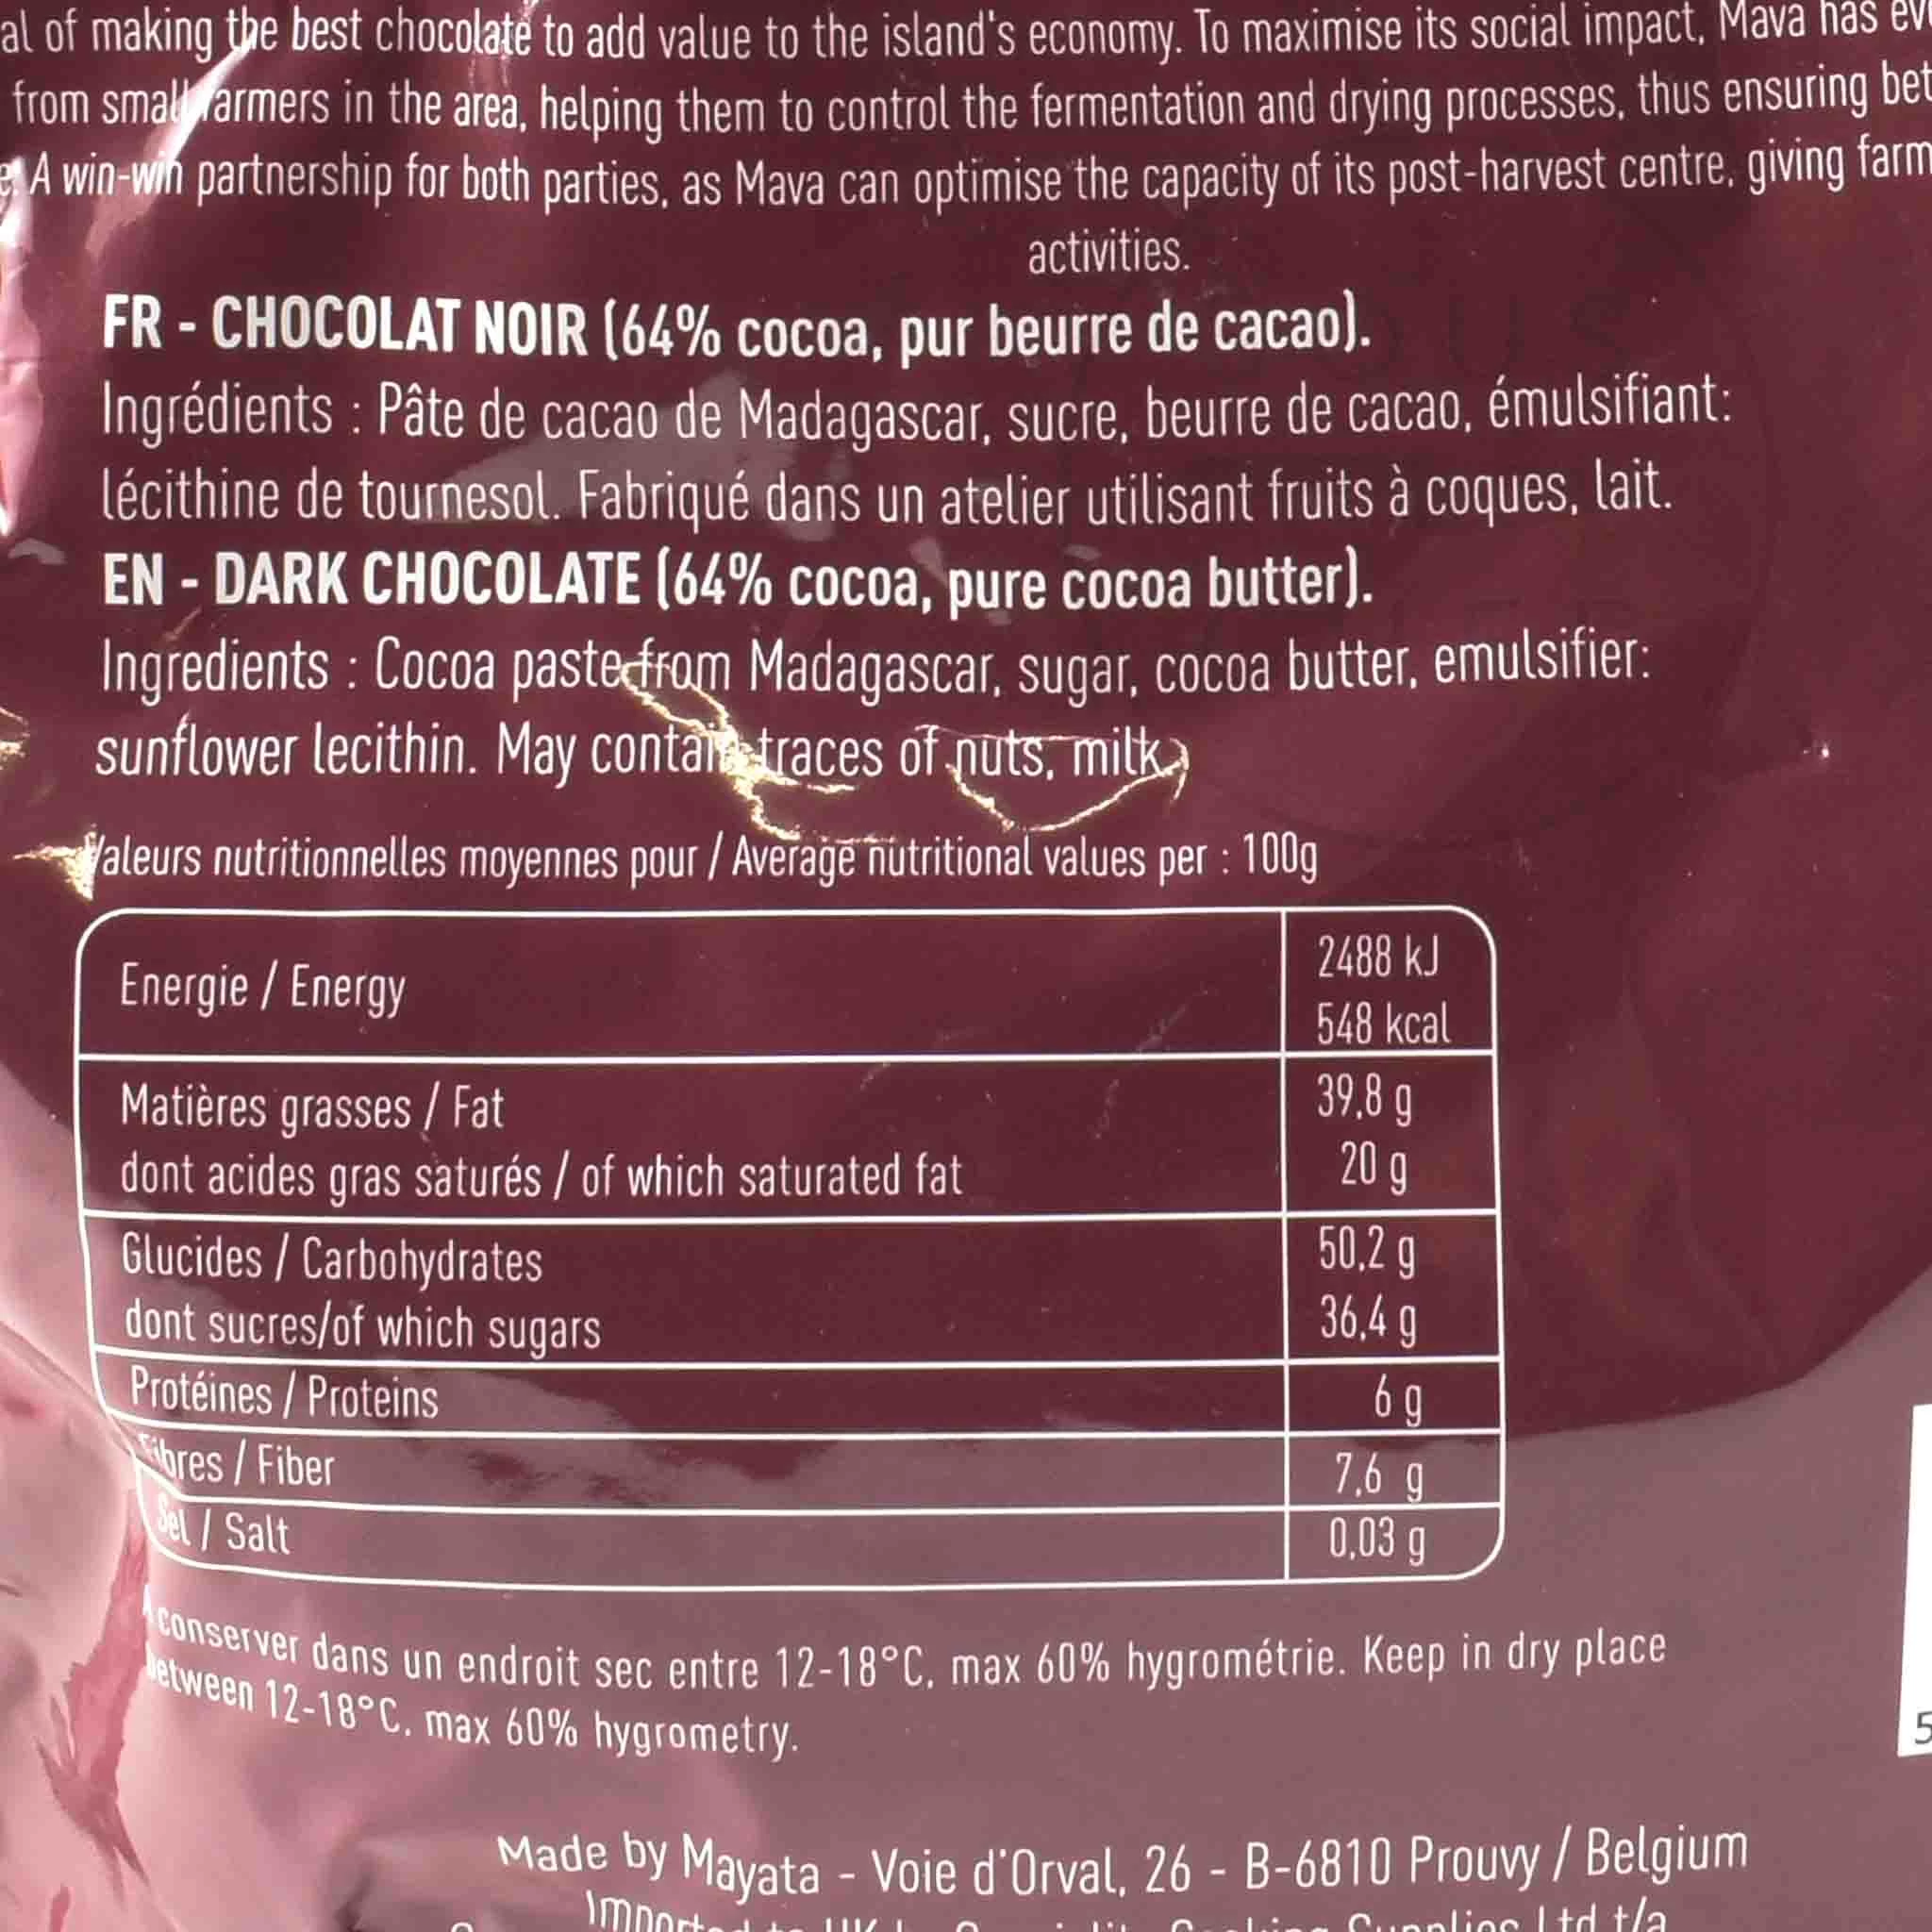 al of making the best chocolate to add value to the island's economy. To maximise its social impact, Mava has ev
from small farmers in the area, helping them to control the fermentation and drying processes, thus ensuring bet
e. A win-win partnership for both parties, as Mava can optimise the capacity of its post-harvest centre, giving farm
activities.
FR - CHOCOLAT NOIR (64% cocoa, pur beurre de cacao).
Ingrédients : Pâte de cacao de Madagascar, sucre, beurre de cacao, émulsifiant:
lécithine de tournesol. Fabriqué dans un atelier utilisant fruits à coques, lait.
EN - DARK CHOCOLATE (64% cocoa, pure cocoa butter).
Ingredients : Cocoa paste from Madagascar, sugar, cocoa butter, emulsifier:
sunflower lecithin. May contain traces of nuts, milk.
Valeurs nutritionnelles moyennes pour / Average nutritional values per : 100g
Energie / Energy 2488 kJ
548 kcal
Matières grasses / Fat 39,8 g
dont acides gras saturés / of which saturated fat 20 g
Glucides / Carbohydrates 50,2 g
dont sucres/of which sugars 36,4 g
Protéines / Proteins 6 g
Fibres / Fiber 7,6 g
Sel / Salt 0,03 g
A conserver dans un endroit sec entre 12-18°C, max 60% hygrométrie. Keep in dry place
between 12-18°C, max 60% hygrometry.
Made by Mayata - Voie d'Orval, 26 - B-6810 Prouvy / Belgium
Supplies Ltd t/a
5